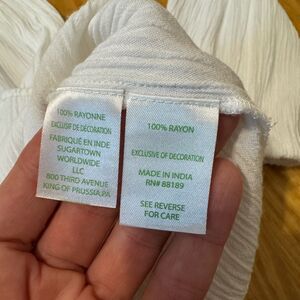 100% RAYONNE
EXCLUSIF DE DÉCORATION
FABRIQUÉ EN INDE
SUGARTOWN
WORLDWIDE
LLC
800 THIRD AVENUE
KING OF PRUSSIA,PA
100% RAYON
EXCLUSIVE OF DECORATION
MADE IN INDIA
RN# 88189
SEE REVERSE
FOR CARE